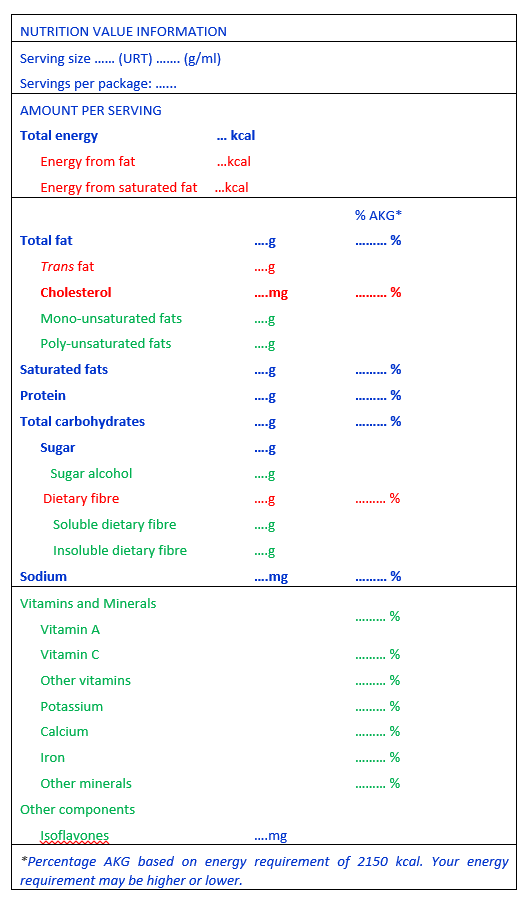 NUTRITION VALUE INFORMATION
Serving size ...... (URT) ....... (g/ml)
Servings per package: ......
AMOUNT PER SERVING
Total energy ... kcal
Energy from fat ...kcal
Energy from saturated fat ...kcal
% AKG*
Total fat ....g ......... %
Trans fat ....g
Cholesterol ....mg ......... %
Mono-unsaturated fats ....g
Poly-unsaturated fats ....g
Saturated fats ....g ......... %
Protein ....g ......... %
Total carbohydrates ....g ......... %
Sugar ....g
Sugar alcohol ....g
Dietary fibre ....g ......... %
Soluble dietary fibre ....g
Insoluble dietary fibre ....g
Sodium ....mg ......... %
Vitamins and Minerals
......... %
Vitamin A
Vitamin C ......... %
Other vitamins ......... %
Potassium ......... %
Calcium ......... %
Iron ......... %
Other minerals ......... %
Other components
Isoflavones ....mg
*Percentage AKG based on energy requirement of 2150 kcal. Your energy
requirement may be higher or lower.